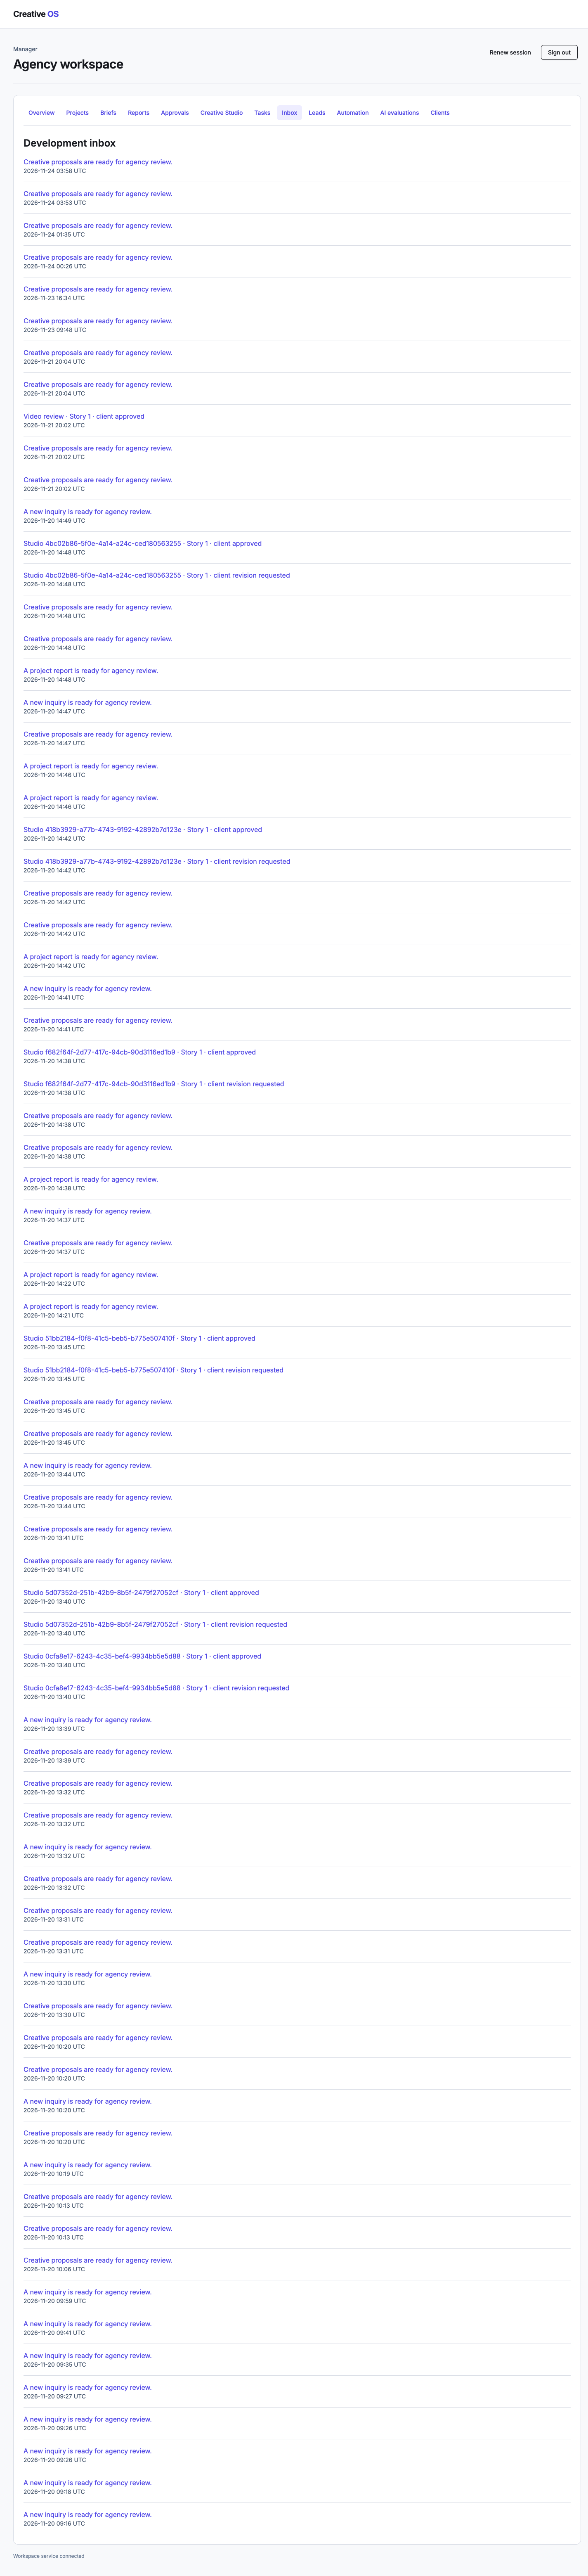 Creative OS
Manager
Agency workspace
Renew session
Sign out
Overview
Projects
Briefs
Reports
Approvals
Creative Studio
Tasks
Inbox
Leads
Automation
AI evaluations
Clients
Development inbox
Creative proposals are ready for agency review.
2026-11-24 03:58 UTC
Creative proposals are ready for agency review.
2026-11-24 03:53 UTC
Creative proposals are ready for agency review.
2026-11-24 01:35 UTC
Creative proposals are ready for agency review.
2026-11-24 00:26 UTC
Creative proposals are ready for agency review.
2026-11-23 16:34 UTC
Creative proposals are ready for agency review.
2026-11-23 09:48 UTC
Creative proposals are ready for agency review.
2026-11-21 20:04 UTC
Creative proposals are ready for agency review.
2026-11-21 20:04 UTC
Video review · Story 1 · client approved
2026-11-21 20:02 UTC
Creative proposals are ready for agency review.
2026-11-21 20:02 UTC
Creative proposals are ready for agency review.
2026-11-21 20:02 UTC
A new inquiry is ready for agency review.
2026-11-20 14:49 UTC
Studio 4bc02b86-5f0e-4a14-a24c-ced180563255 · Story 1 · client approved
2026-11-20 14:48 UTC
Studio 4bc02b86-5f0e-4a14-a24c-ced180563255 · Story 1 · client revision requested
2026-11-20 14:48 UTC
Creative proposals are ready for agency review.
2026-11-20 14:48 UTC
Creative proposals are ready for agency review.
2026-11-20 14:48 UTC
A project report is ready for agency review.
2026-11-20 14:48 UTC
A new inquiry is ready for agency review.
2026-11-20 14:47 UTC
Creative proposals are ready for agency review.
2026-11-20 14:47 UTC
A project report is ready for agency review.
2026-11-20 14:46 UTC
A project report is ready for agency review.
2026-11-20 14:46 UTC
Studio 418b3929-a77b-4743-9192-42892b7d123e · Story 1 · client approved
2026-11-20 14:42 UTC
Studio 418b3929-a77b-4743-9192-42892b7d123e · Story 1 · client revision requested
2026-11-20 14:42 UTC
Creative proposals are ready for agency review.
2026-11-20 14:42 UTC
Creative proposals are ready for agency review.
2026-11-20 14:42 UTC
A project report is ready for agency review.
2026-11-20 14:42 UTC
A new inquiry is ready for agency review.
2026-11-20 14:41 UTC
Creative proposals are ready for agency review.
2026-11-20 14:41 UTC
Studio f682f64f-2d77-417c-94cb-90d3116ed1b9 · Story 1 · client approved
2026-11-20 14:38 UTC
Studio f682f64f-2d77-417c-94cb-90d3116ed1b9 · Story 1 · client revision requested
2026-11-20 14:38 UTC
Creative proposals are ready for agency review.
2026-11-20 14:38 UTC
Creative proposals are ready for agency review.
2026-11-20 14:38 UTC
A project report is ready for agency review.
2026-11-20 14:38 UTC
A new inquiry is ready for agency review.
2026-11-20 14:37 UTC
Creative proposals are ready for agency review.
2026-11-20 14:37 UTC
A project report is ready for agency review.
2026-11-20 14:22 UTC
A project report is ready for agency review.
2026-11-20 14:21 UTC
Studio 51bb2184-f0f8-41c5-beb5-b775e507410f · Story 1 · client approved
2026-11-20 13:45 UTC
Studio 51bb2184-f0f8-41c5-beb5-b775e507410f · Story 1 · client revision requested
2026-11-20 13:45 UTC
Creative proposals are ready for agency review.
2026-11-20 13:45 UTC
Creative proposals are ready for agency review.
2026-11-20 13:45 UTC
A new inquiry is ready for agency review.
2026-11-20 13:44 UTC
Creative proposals are ready for agency review.
2026-11-20 13:44 UTC
Creative proposals are ready for agency review.
2026-11-20 13:41 UTC
Creative proposals are ready for agency review.
2026-11-20 13:41 UTC
Studio 5d07352d-251b-42b9-8b5f-2479f27052cf · Story 1 · client approved
2026-11-20 13:40 UTC
Studio 5d07352d-251b-42b9-8b5f-2479f27052cf · Story 1 · client revision requested
2026-11-20 13:40 UTC
Studio 0cfa8e17-6243-4c35-bef4-9934bb5e5d88 · Story 1 · client approved
2026-11-20 13:40 UTC
Studio 0cfa8e17-6243-4c35-bef4-9934bb5e5d88 · Story 1 · client revision requested
2026-11-20 13:40 UTC
A new inquiry is ready for agency review.
2026-11-20 13:39 UTC
Creative proposals are ready for agency review.
2026-11-20 13:39 UTC
Creative proposals are ready for agency review.
2026-11-20 13:32 UTC
Creative proposals are ready for agency review.
2026-11-20 13:32 UTC
A new inquiry is ready for agency review.
2026-11-20 13:32 UTC
Creative proposals are ready for agency review.
2026-11-20 13:32 UTC
Creative proposals are ready for agency review.
2026-11-20 13:31 UTC
Creative proposals are ready for agency review.
2026-11-20 13:31 UTC
A new inquiry is ready for agency review.
2026-11-20 13:30 UTC
Creative proposals are ready for agency review.
2026-11-20 13:30 UTC
Creative proposals are ready for agency review.
2026-11-20 10:20 UTC
Creative proposals are ready for agency review.
2026-11-20 10:20 UTC
A new inquiry is ready for agency review.
2026-11-20 10:20 UTC
Creative proposals are ready for agency review.
2026-11-20 10:20 UTC
A new inquiry is ready for agency review.
2026-11-20 10:19 UTC
Creative proposals are ready for agency review.
2026-11-20 10:13 UTC
Creative proposals are ready for agency review.
2026-11-20 10:13 UTC
Creative proposals are ready for agency review.
2026-11-20 10:06 UTC
A new inquiry is ready for agency review.
2026-11-20 09:59 UTC
A new inquiry is ready for agency review.
2026-11-20 09:41 UTC
A new inquiry is ready for agency review.
2026-11-20 09:35 UTC
A new inquiry is ready for agency review.
2026-11-20 09:27 UTC
A new inquiry is ready for agency review.
2026-11-20 09:26 UTC
A new inquiry is ready for agency review.
2026-11-20 09:26 UTC
A new inquiry is ready for agency review.
2026-11-20 09:18 UTC
A new inquiry is ready for agency review.
2026-11-20 09:16 UTC
Workspace service connected